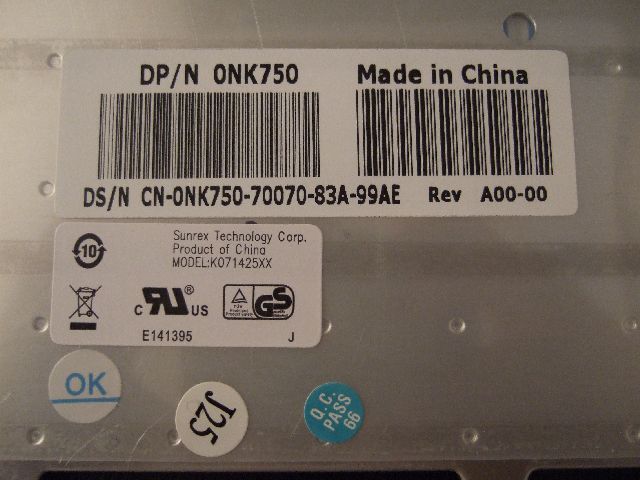 DP/N 0NK750
Made in China
DS/N CN-0NK750-70070-83A-99AE Rev A00-00
Sunrex Technology Corp.
Product of China
MODEL:K071425XX
10
C RU® US
GS
E141395 J
OK
J25
Q.C.
PASS
66